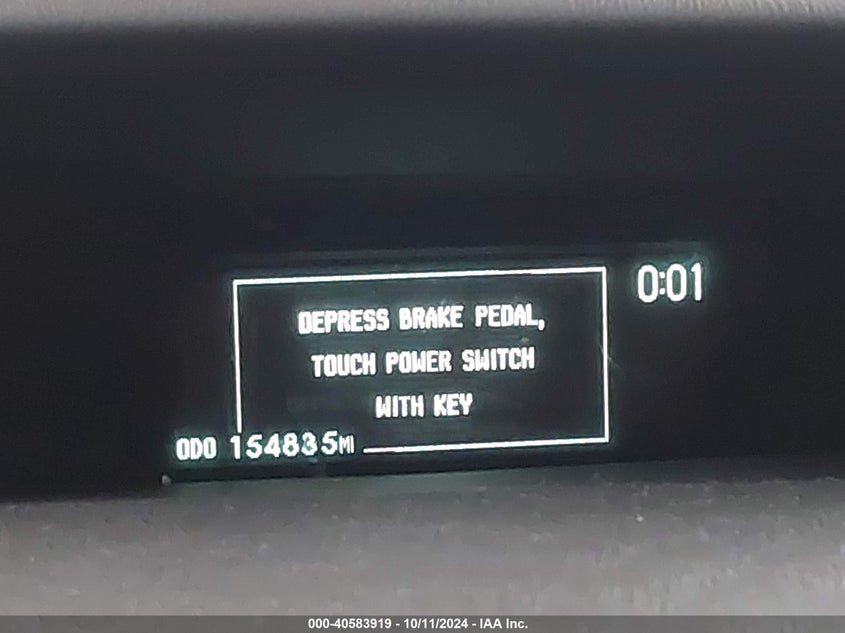 0:01
DEPRESS BRAKE PEDAL,
TOUCH POWER SWITCH
WITH KEY
ODO 154835MI
000-40583919 - 10/11/2024 - IAA Inc.